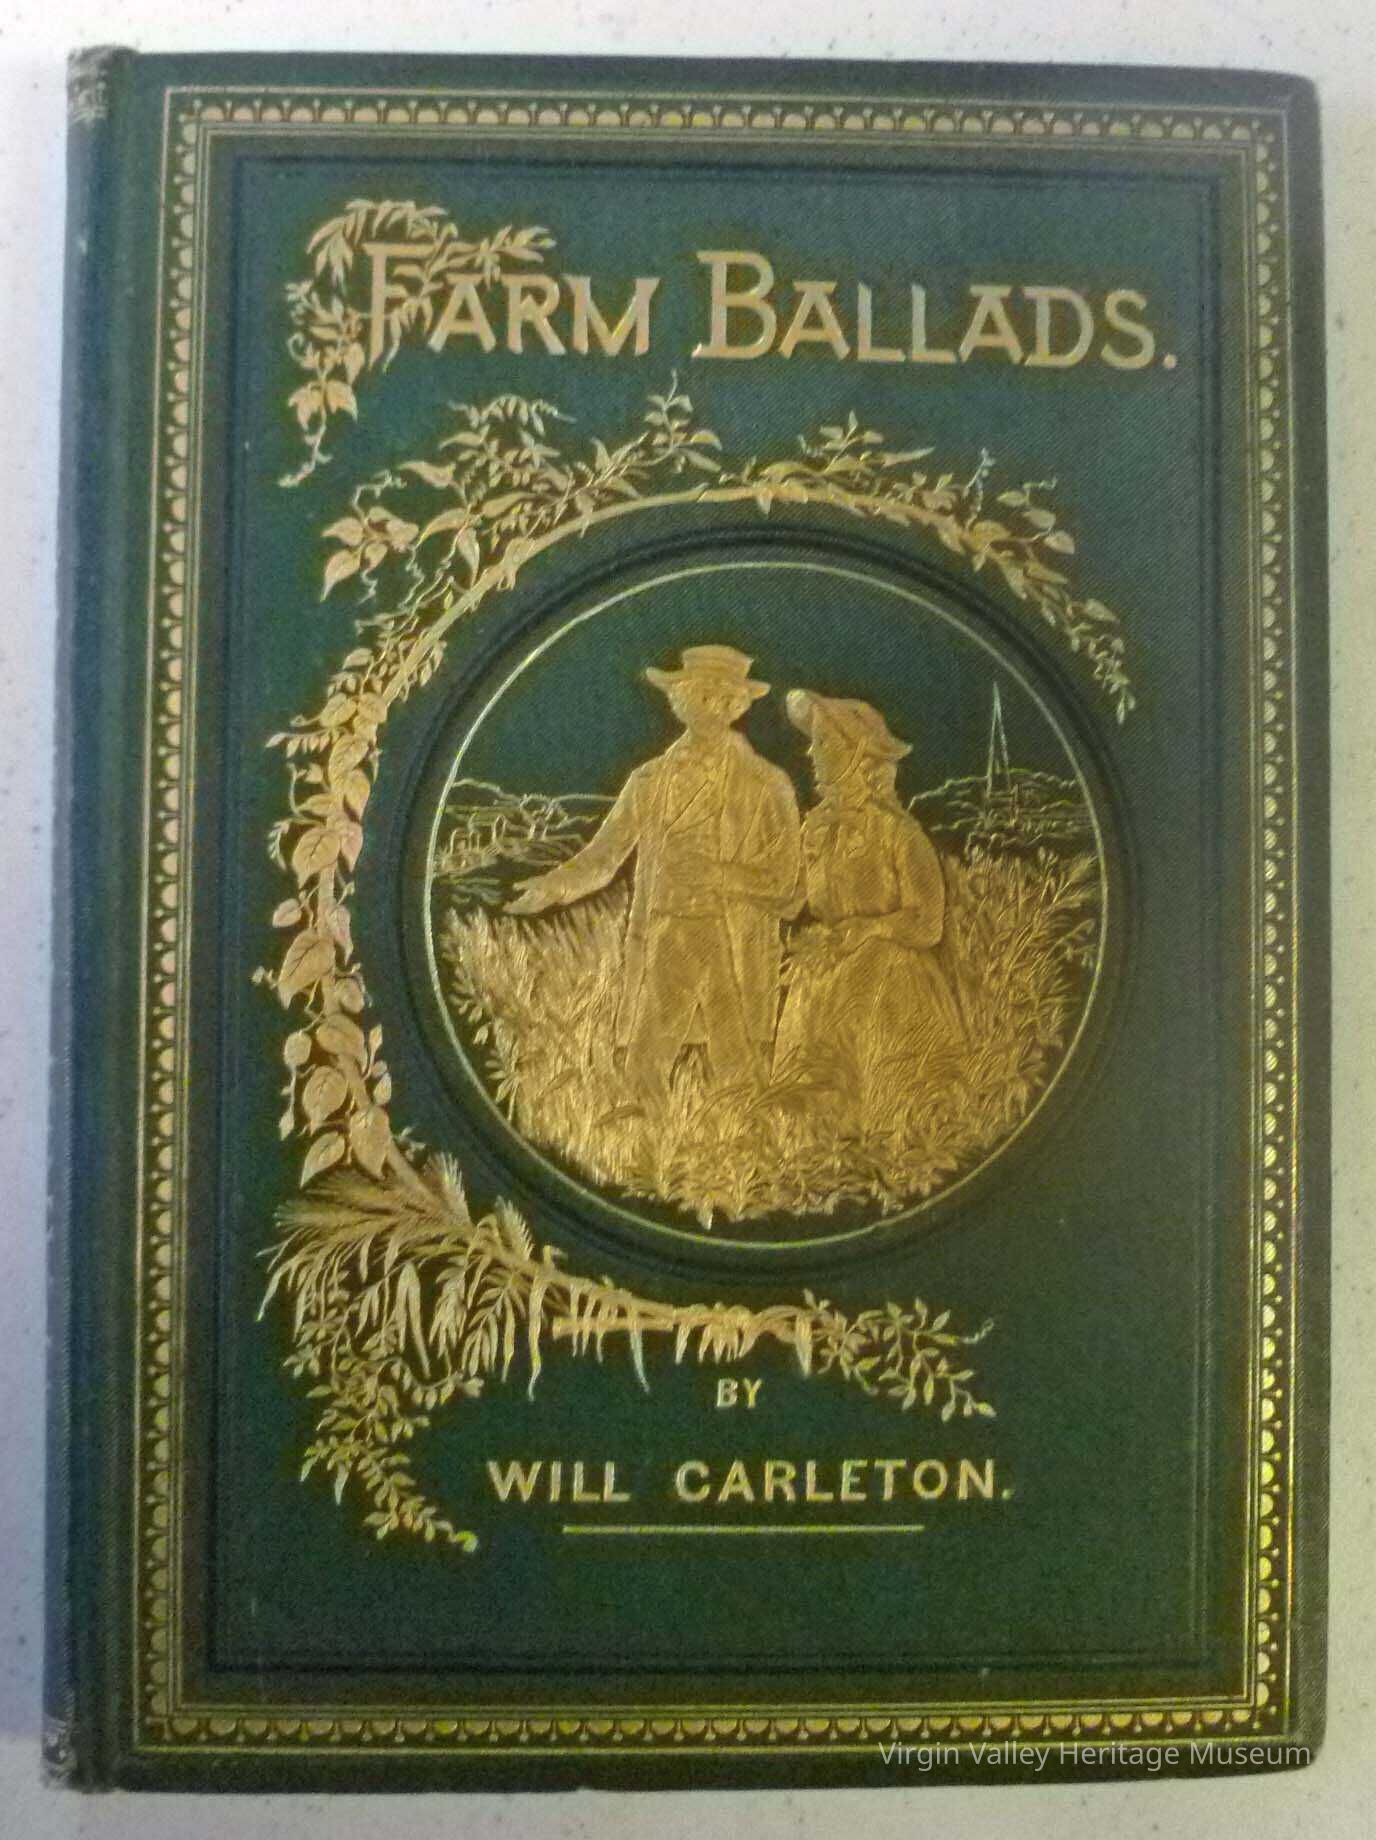 FARM BALLADS.
BY
WILL CARLETON.
Virgin Valley Heritage Museum